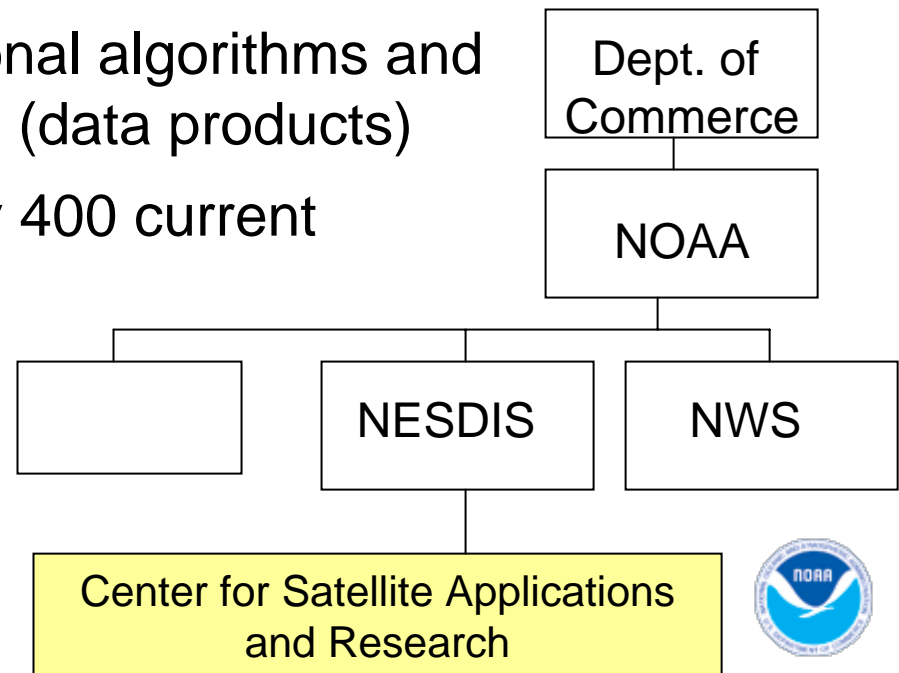 onal algorithms and
(data products)
400 current
Dept. of
Commerce
NOAA
NESDIS
NWS
Center for Satellite Applications
and Research
NOAA